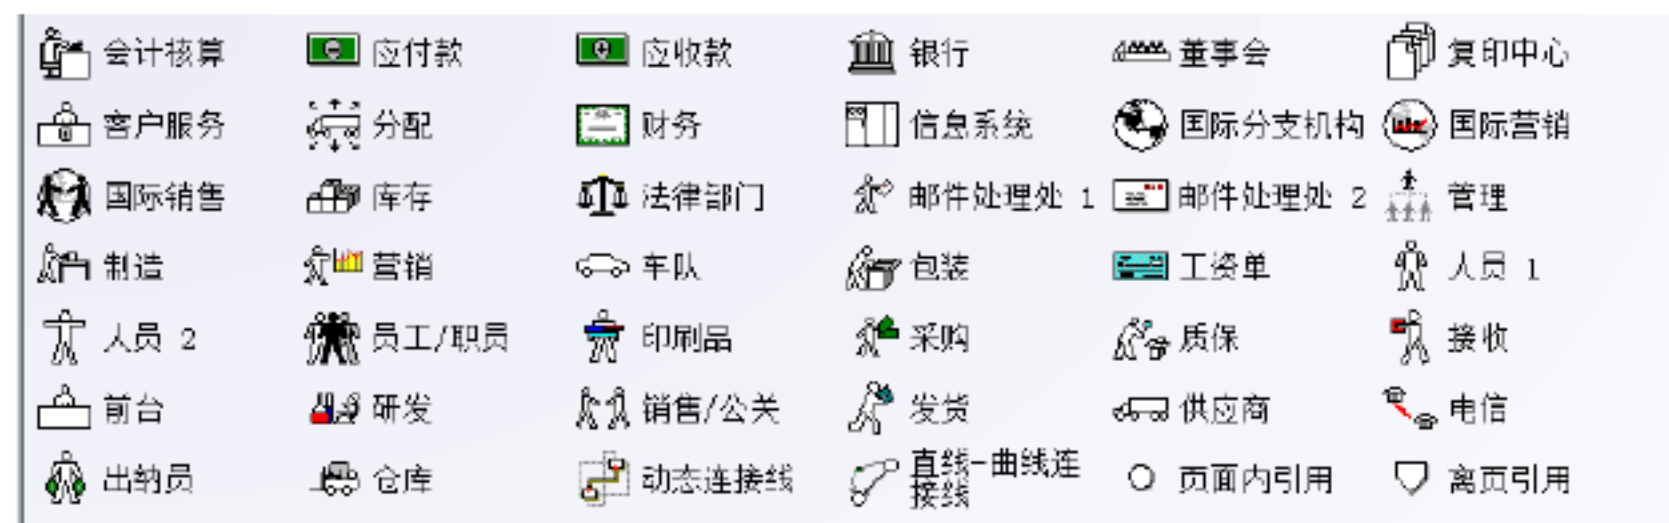 会计核算 应付款 应收款 银行 董事会 复印中心
客户服务 分配 财务 信息系统 国际分支机构 国际营销
国际销售 库存 法律部门 邮件处理处 1 邮件处理处 2 管理
制造 营销 车队 包装 工资单 人员 1
人员 2 员工/职员 印刷品 采购 质保 接收
前台 研发 销售/公关 发货 供应商 电信
出纳员 仓库 动态连接线 直线-曲线连
接线 页面内引用 离页引用